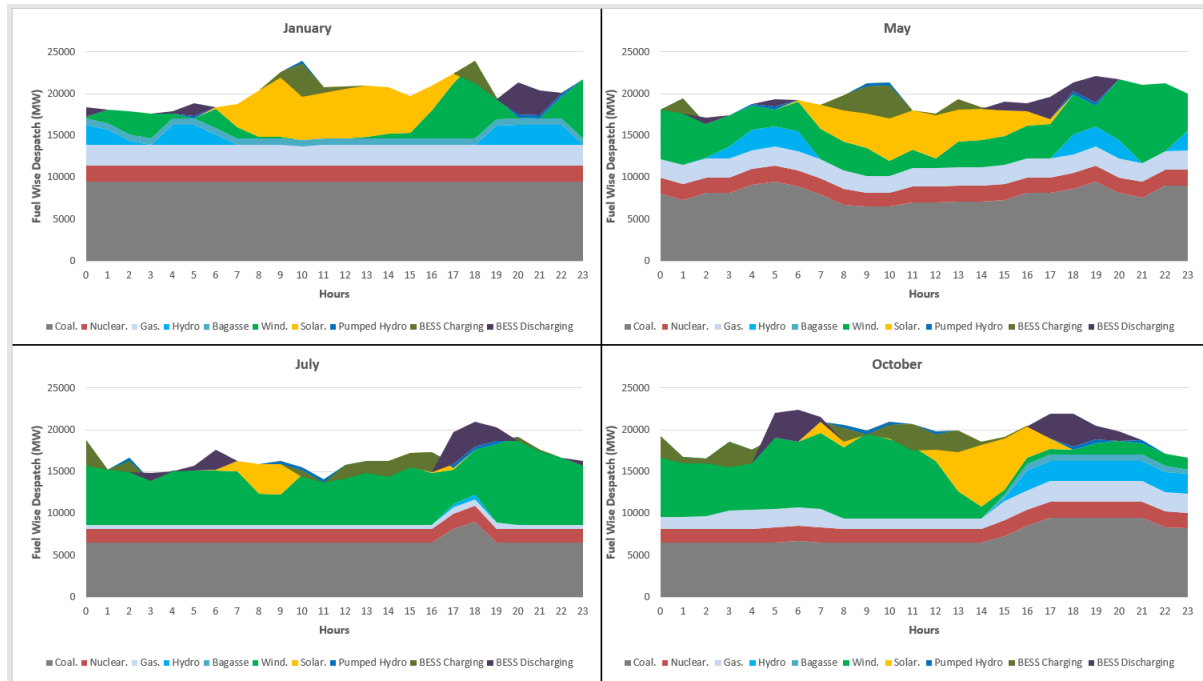 January
Fuel Wise Despatch (MW)
25000
20000
15000
10000
5000
0
0 1 2 3 4 5 6 7 8 9 10 11 12 13 14 15 16 17 18 19 20 21 22 23
Hours
Coal. Nuclear. Gas. Hydro Bagasse Wind. Solar. Pumped Hydro BESS Charging BESS Discharging
May
Fuel Wise Despatch (MW)
25000
20000
15000
10000
5000
0
0 1 2 3 4 5 6 7 8 9 10 11 12 13 14 15 16 17 18 19 20 21 22 23
Hours
Coal. Nuclear. Gas. Hydro Bagasse Wind. Solar. Pumped Hydro BESS Charging BESS Discharging
July
Fuel Wise Despatch (MW)
25000
20000
15000
10000
5000
0
0 1 2 3 4 5 6 7 8 9 10 11 12 13 14 15 16 17 18 19 20 21 22 23
Hours
Coal. Nuclear. Gas. Hydro Bagasse Wind. Solar. Pumped Hydro BESS Charging BESS Discharging
October
Fuel Wise Despatch (MW)
25000
20000
15000
10000
5000
0
0 1 2 3 4 5 6 7 8 9 10 11 12 13 14 15 16 17 18 19 20 21 22 23
Hours
Coal. Nuclear. Gas. Hydro Bagasse Wind. Solar. Pumped Hydro BESS Charging BESS Discharging